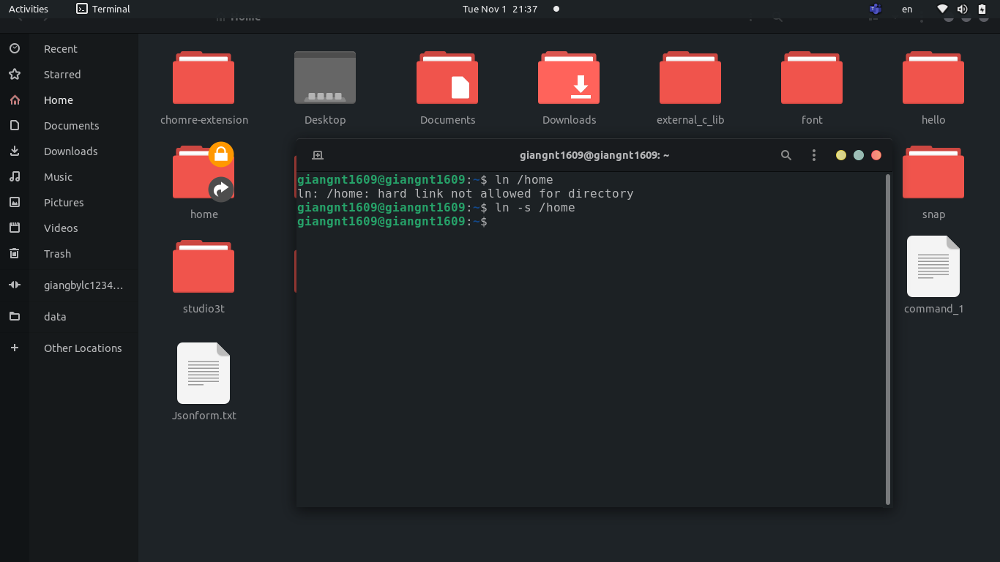 Activities Terminal Tue Nov 1 21:37 en
Home
Recent
Starred
Home
Documents
Downloads
Music
Pictures
Videos
Trash
giangbylc1234…
data
Other Locations
chomre-extension Desktop Documents Downloads external_c_lib font hello
home snap
studio3t command_1
Jsonform.txt
giangnt1609@giangnt1609: ~
giangnt1609@giangnt1609:~$ ln /home
ln: /home: hard link not allowed for directory
giangnt1609@giangnt1609:~$ ln -s /home
giangnt1609@giangnt1609:~$